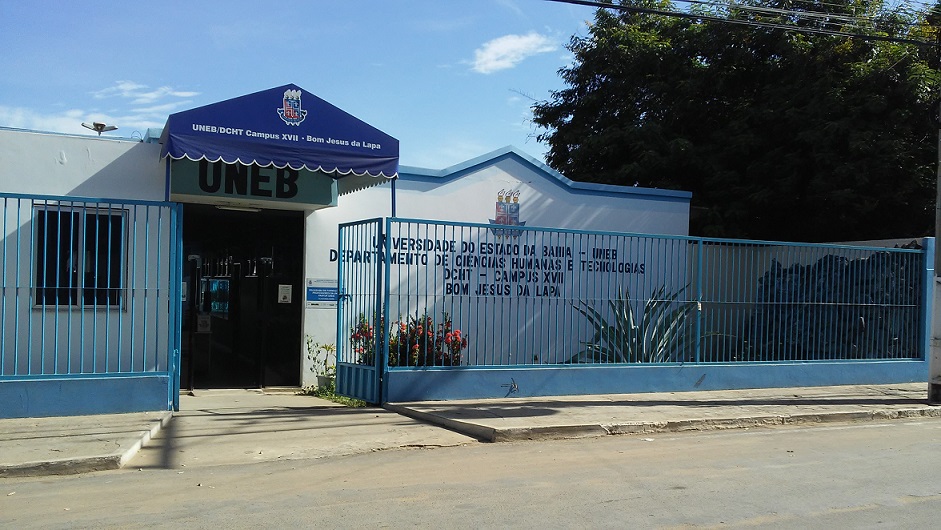 UNEB/DCHT Campus XVII • Bom Jesus da Lapa
UNEB
UNIVERSIDADE DO ESTADO DA BAHIA - UNEB
DEPARTAMENTO DE CIÊNCIAS HUMANAS E TECNOLOGIAS
DCHT - CAMPUS XVII
BOM JESUS DA LAPA